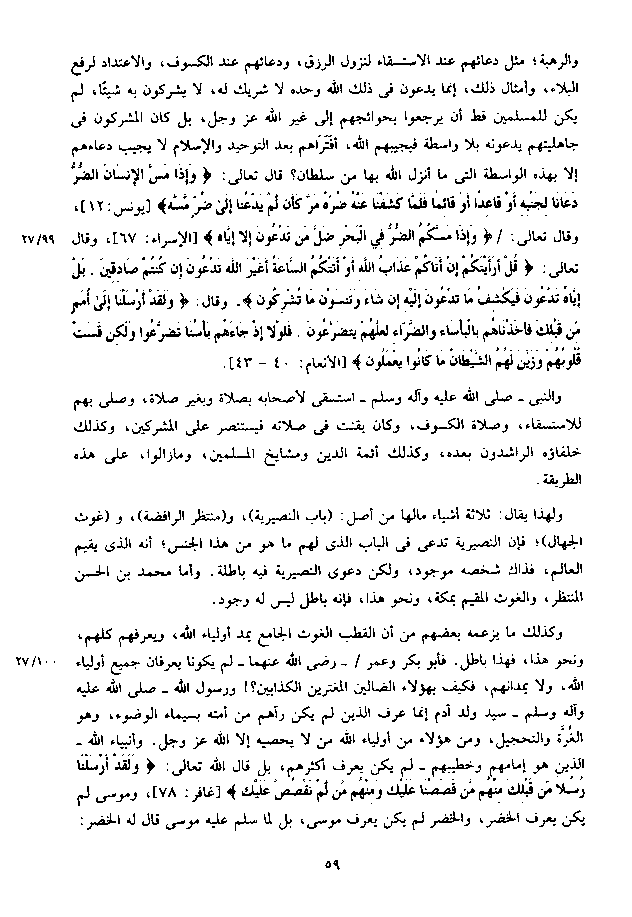 والرهبة؛ مثل دعائهم عند الاستسقاء لنزول الرزق، ودعائهم عند الكسوف، والاعتداد لرفع
البلاء، وأمثال ذلك، إنما يدعون فى ذلك الله وحده لا شريك له، لا يشركون به شيئًا، لم
يكن للمسلمين قط أن يرجعوا بحوائجهم إلى غير الله عز وجل، بل كان المشركون فى
جاهليتهم يدعونه بلا واسطة فيجيبهم الله، أفتراهم بعد التوحيد والإسلام لا يجيب دعاءهم
إلا بهذه الواسطة التى ما أنزل الله بها من سلطان؟ قال تعالى: ﴿ وَإِذَا مَسَّ الإِنسَانَ الضُّرُّ
دَعَانَا لِجَنبِهِ أَوْ قَاعِدًا أَوْ قَائِمًا فَلَمَّا كَشَفْنَا عَنْهُ ضُرَّهُ مَرَّ كَأَن لَّمْ يَدْعُنَا إِلَىٰ ضُرٍّ مَّسَّهُ﴾ [يونس: ١٢]،
وقال تعالى: / ﴿ وَإِذَا مَسَّكُمُ الضُّرُّ فِي الْبَحْرِ ضَلَّ مَن تَدْعُونَ إِلَّا إِيَّاهُ ﴾ [الإسراء: ٦٧]، وقال ٢٧/٩٩
تعالى: ﴿ قُلْ أَرَأَيْتَكُمْ إِنْ أَتَاكُمْ عَذَابُ اللَّهِ أَوْ أَتَتْكُمُ السَّاعَةُ أَغَيْرَ اللَّهِ تَدْعُونَ إِن كُنتُمْ صَادِقِينَ . بَلْ
إِيَّاهُ تَدْعُونَ فَيَكْشِفُ مَا تَدْعُونَ إِلَيْهِ إِن شَاءَ وَتَنسَوْنَ مَا تُشْرِكُونَ ﴾. وقال: ﴿ وَلَقَدْ أَرْسَلْنَا إِلَىٰ أُمَمٍ
مِّن قَبْلِكَ فَأَخَذْنَاهُم بِالْبَأْسَاءِ وَالضَّرَّاءِ لَعَلَّهُمْ يَتَضَرَّعُونَ . فَلَوْلَا إِذْ جَاءَهُم بَأْسُنَا تَضَرَّعُوا وَلَٰكِن قَسَتْ
قُلُوبُهُمْ وَزَيَّنَ لَهُمُ الشَّيْطَانُ مَا كَانُوا يَعْمَلُونَ ﴾ [الأنعام: ٤٠ - ٤٣].
والنبى ـ صلى الله عليه وآله وسلم ـ استسقى لأصحابه بصلاة وبغير صلاة، وصلى بهم
للاستسقاء، وصلاة الكسوف، وكان يقنت فى صلاته فيستنصر على المشركين، وكذلك
خلفاؤه الراشدون بعده، وكذلك أئمة الدين ومشايخ المسلمين، ومازالوا، على هذه
الطريقة.
ولهذا يقال: ثلاثة أشياء مالها من أصل: (باب النصيرية)، و(منتظر الرافضة)، و (غوث
الجهال)؛ فإن النصيرية تدعى فى الباب الذى لهم ما هو من هذا الجنس؛ أنه الذى يقيم
العالم، فذاك شخصه موجود، ولكن دعوى النصيرية فيه باطلة. وأما محمد بن الحسن
المنتظر، والغوث المقيم بمكة، ونحو هذا، فإنه باطل ليس له وجود.
وكذلك ما يزعمه بعضهم من أن القطب الغوث الجامع يمد أولياء الله، ويعرفهم كلهم،
ونحو هذا، فهذا باطل. فأبو بكر وعمر / ـ رضى الله عنهما ـ لم يكونا يعرفان جميع أولياء ٢٧/١٠٠
الله، ولا يمدانهم، فكيف بهؤلاء الضالين المغترين الكذابين؟! ورسول الله ـ صلى الله عليه
وآله وسلم ـ سيد ولد آدم إنما عرف الذين لم يكن رآهم من أمته بسيماء الوضوء، وهو
الغُرَّة والتحجيل، ومن هؤلاء من أولياء الله من لا يحصيه إلا الله عز وجل. وأنبياء الله ـ
الذين هو إمامهم وخطيبهم ـ لم يكن يعرف أكثرهم، بل قال الله تعالى: ﴿ وَلَقَدْ أَرْسَلْنَا
رُسُلًا مِّن قَبْلِكَ مِنْهُم مَّن قَصَصْنَا عَلَيْكَ وَمِنْهُم مَّن لَّمْ نَقْصُصْ عَلَيْكَ ﴾ [غافر: ٧٨]، وموسى لم
يكن يعرف الخضر، والخضر لم يكن يعرف موسى، بل لما سلم عليه موسى قال له الخضر:
٥٩